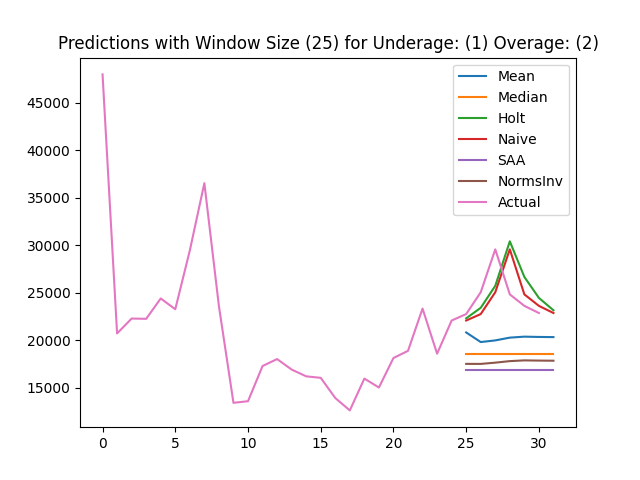 Predictions with Window Size (25) for Underage: (1) Overage: (2)
45000
40000
35000
30000
25000
20000
15000
0
5
10
15
20
25
30
Mean
Median
Holt
Naive
SAA
NormsInv
Actual